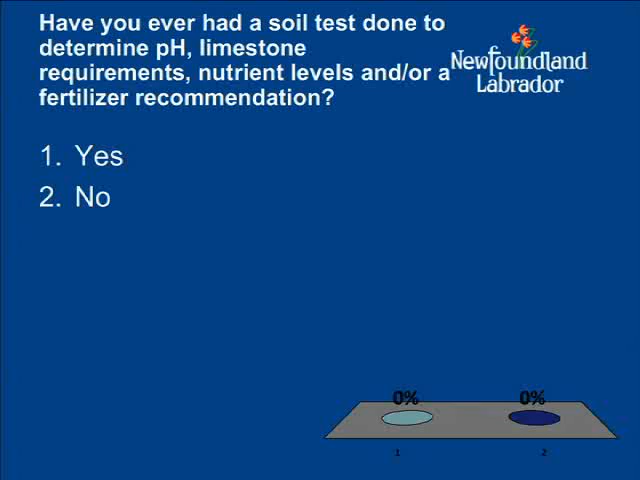 Have you ever had a soil test done to
determine pH, limestone
requirements, nutrient levels and/or a
fertilizer recommendation?
Newfoundland
Labrador
1. Yes
2. No
0% 0%
1 2